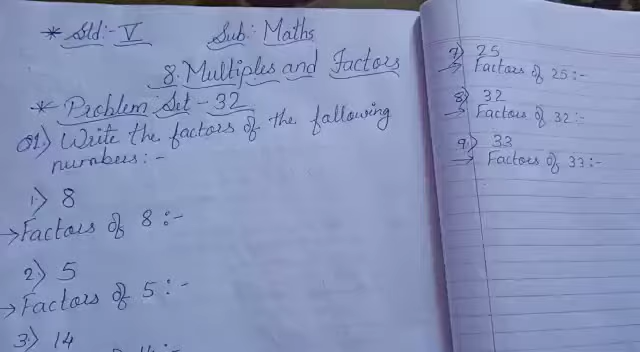 * Std:- V Sub: Maths
8. Multiples and Factors
* Problem Set - 32
Q1.) Write the factors of the fallowing
numbers:-
1.) 8
→ Factors of 8 :-
2.) 5
→ Factors of 5 :-
3.) 14
7) 25
→ Factors of 25:-
8) 32
→ Factors of 32:-
9) 33
→ Factors of 33:-